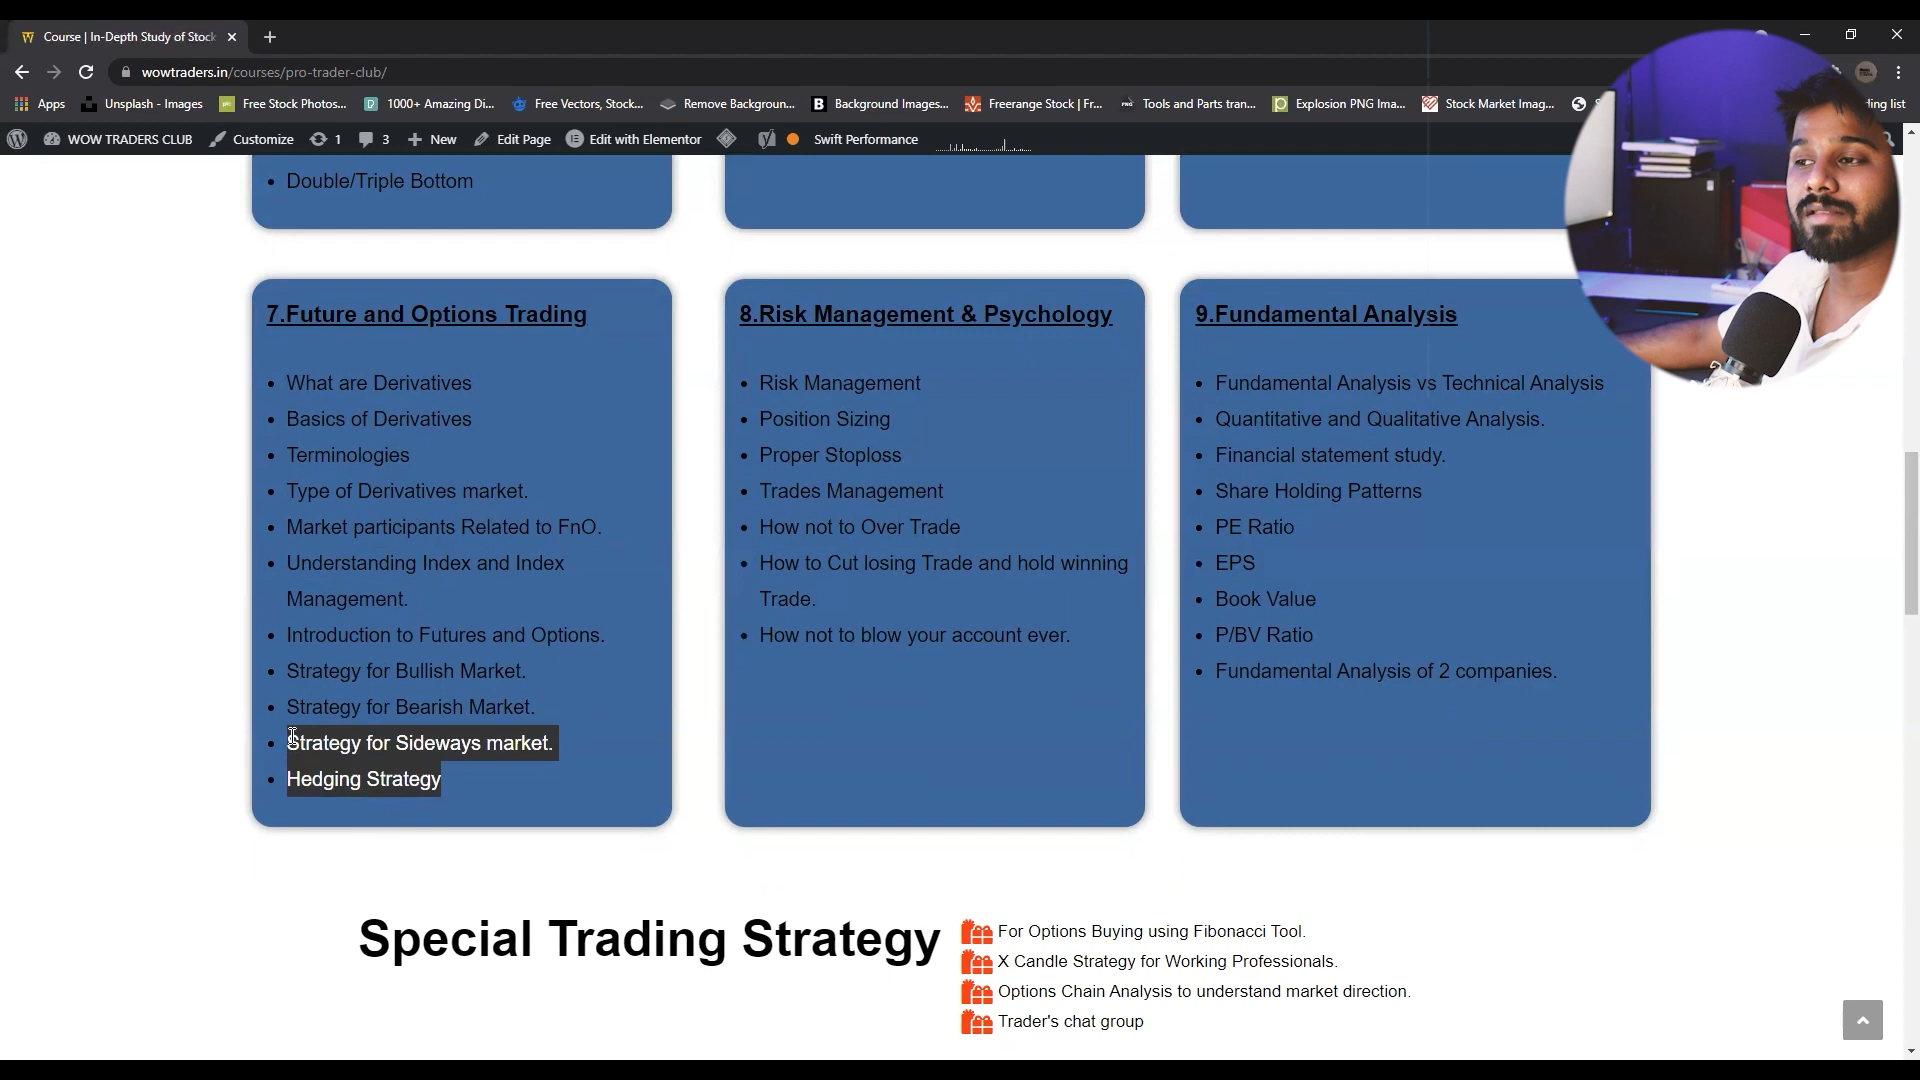 Course | In-Depth Study of Stock
wowtraders.in/courses/pro-trader-club/
Apps
Unsplash - Images
Free Stock Photos...
1000+ Amazing Di...
Free Vectors, Stock...
Remove Backgroun...
Background Images...
Freerange Stock | Fr...
Tools and Parts tran...
Explosion PNG Ima...
Stock Market Imag...
ding list
WOW TRADERS CLUB
Customize
1
3
New
Edit Page
Edit with Elementor
Swift Performance
Double/Triple Bottom
7.Future and Options Trading
What are Derivatives
Basics of Derivatives
Terminologies
Type of Derivatives market.
Market participants Related to FnO.
Understanding Index and Index
Management.
Introduction to Futures and Options.
Strategy for Bullish Market.
Strategy for Bearish Market.
Strategy for Sideways market.
Hedging Strategy
8.Risk Management & Psychology
Risk Management
Position Sizing
Proper Stoploss
Trades Management
How not to Over Trade
How to Cut losing Trade and hold winning
Trade.
How not to blow your account ever.
9.Fundamental Analysis
Fundamental Analysis vs Technical Analysis
Quantitative and Qualitative Analysis.
Financial statement study.
Share Holding Patterns
PE Ratio
EPS
Book Value
P/BV Ratio
Fundamental Analysis of 2 companies.
Special Trading Strategy
For Options Buying using Fibonacci Tool.
X Candle Strategy for Working Professionals.
Options Chain Analysis to understand market direction.
Trader's chat group